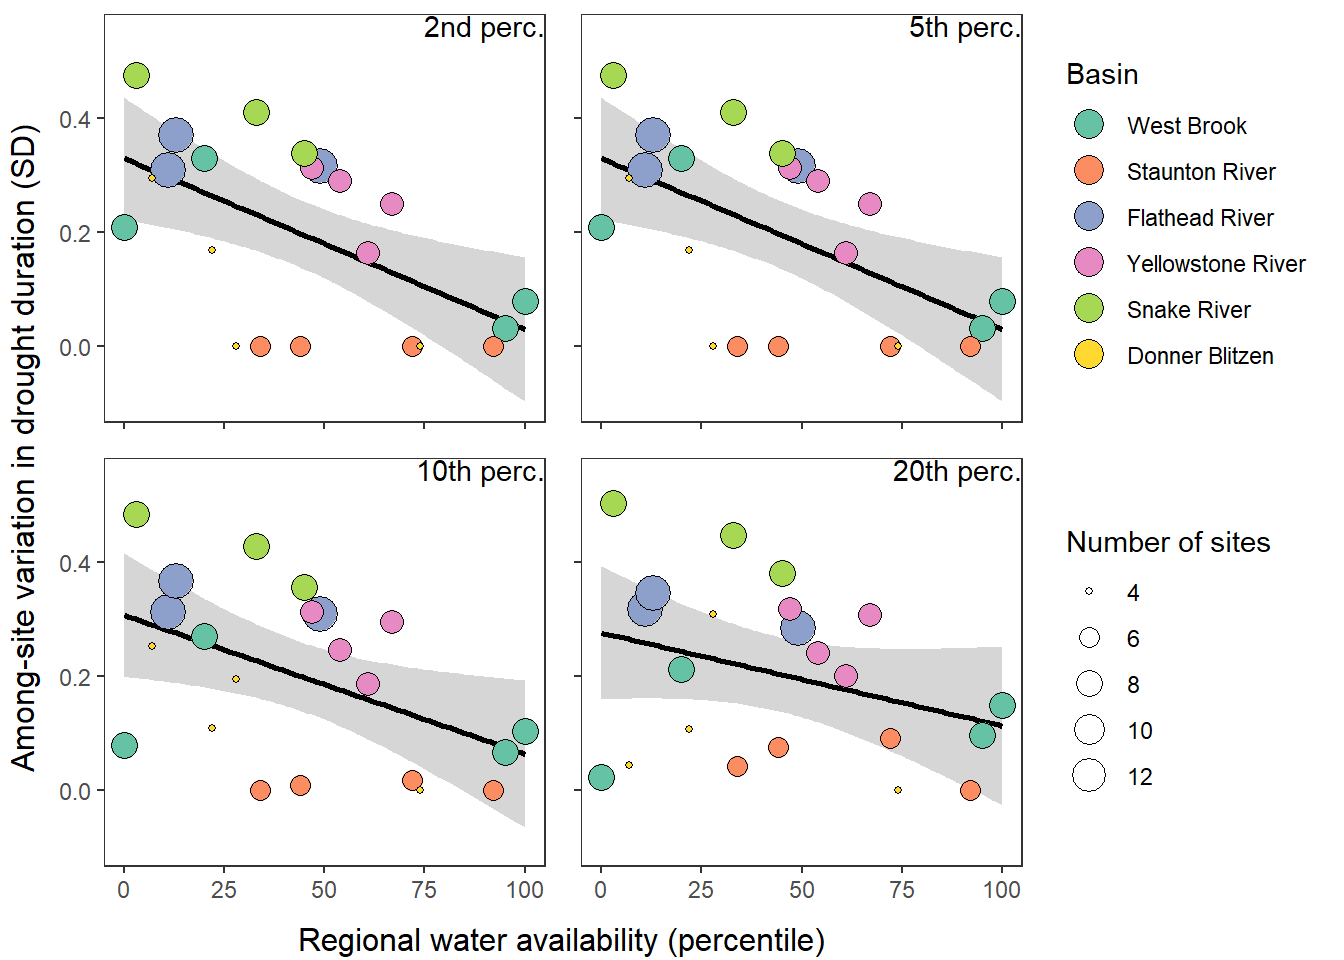 2nd perc.
5th perc.
0.4
0.2
0.0
10th perc.
20th perc.
0.4
0.2
0.0
0
25
50
75
100
0
25
50
75
100
Regional water availability (percentile)
Among-site variation in drought duration (SD)
Basin
West Brook
Staunton River
Flathead River
Yellowstone River
Snake River
Donner Blitzen
Number of sites
4
6
8
10
12